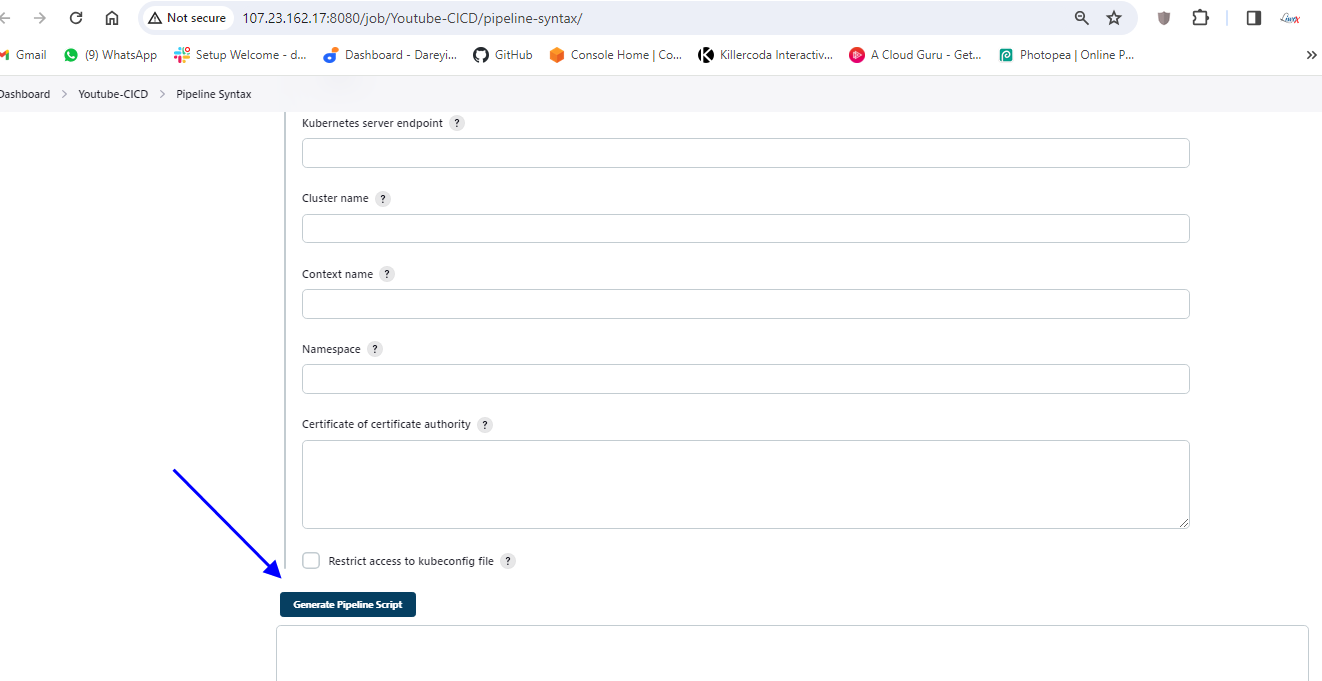 Not secure 107.23.162.17:8080/job/Youtube-CICD/pipeline-syntax/
Gmail (9) WhatsApp Setup Welcome - d... Dashboard - Dareyi... GitHub Console Home | Co... Killercoda Interactiv... A Cloud Guru - Get... Photopea | Online P... »
Dashboard > Youtube-CICD > Pipeline Syntax
Kubernetes server endpoint ?
Cluster name ?
Context name ?
Namespace ?
Certificate of certificate authority ?
Restrict access to kubeconfig file ?
Generate Pipeline Script